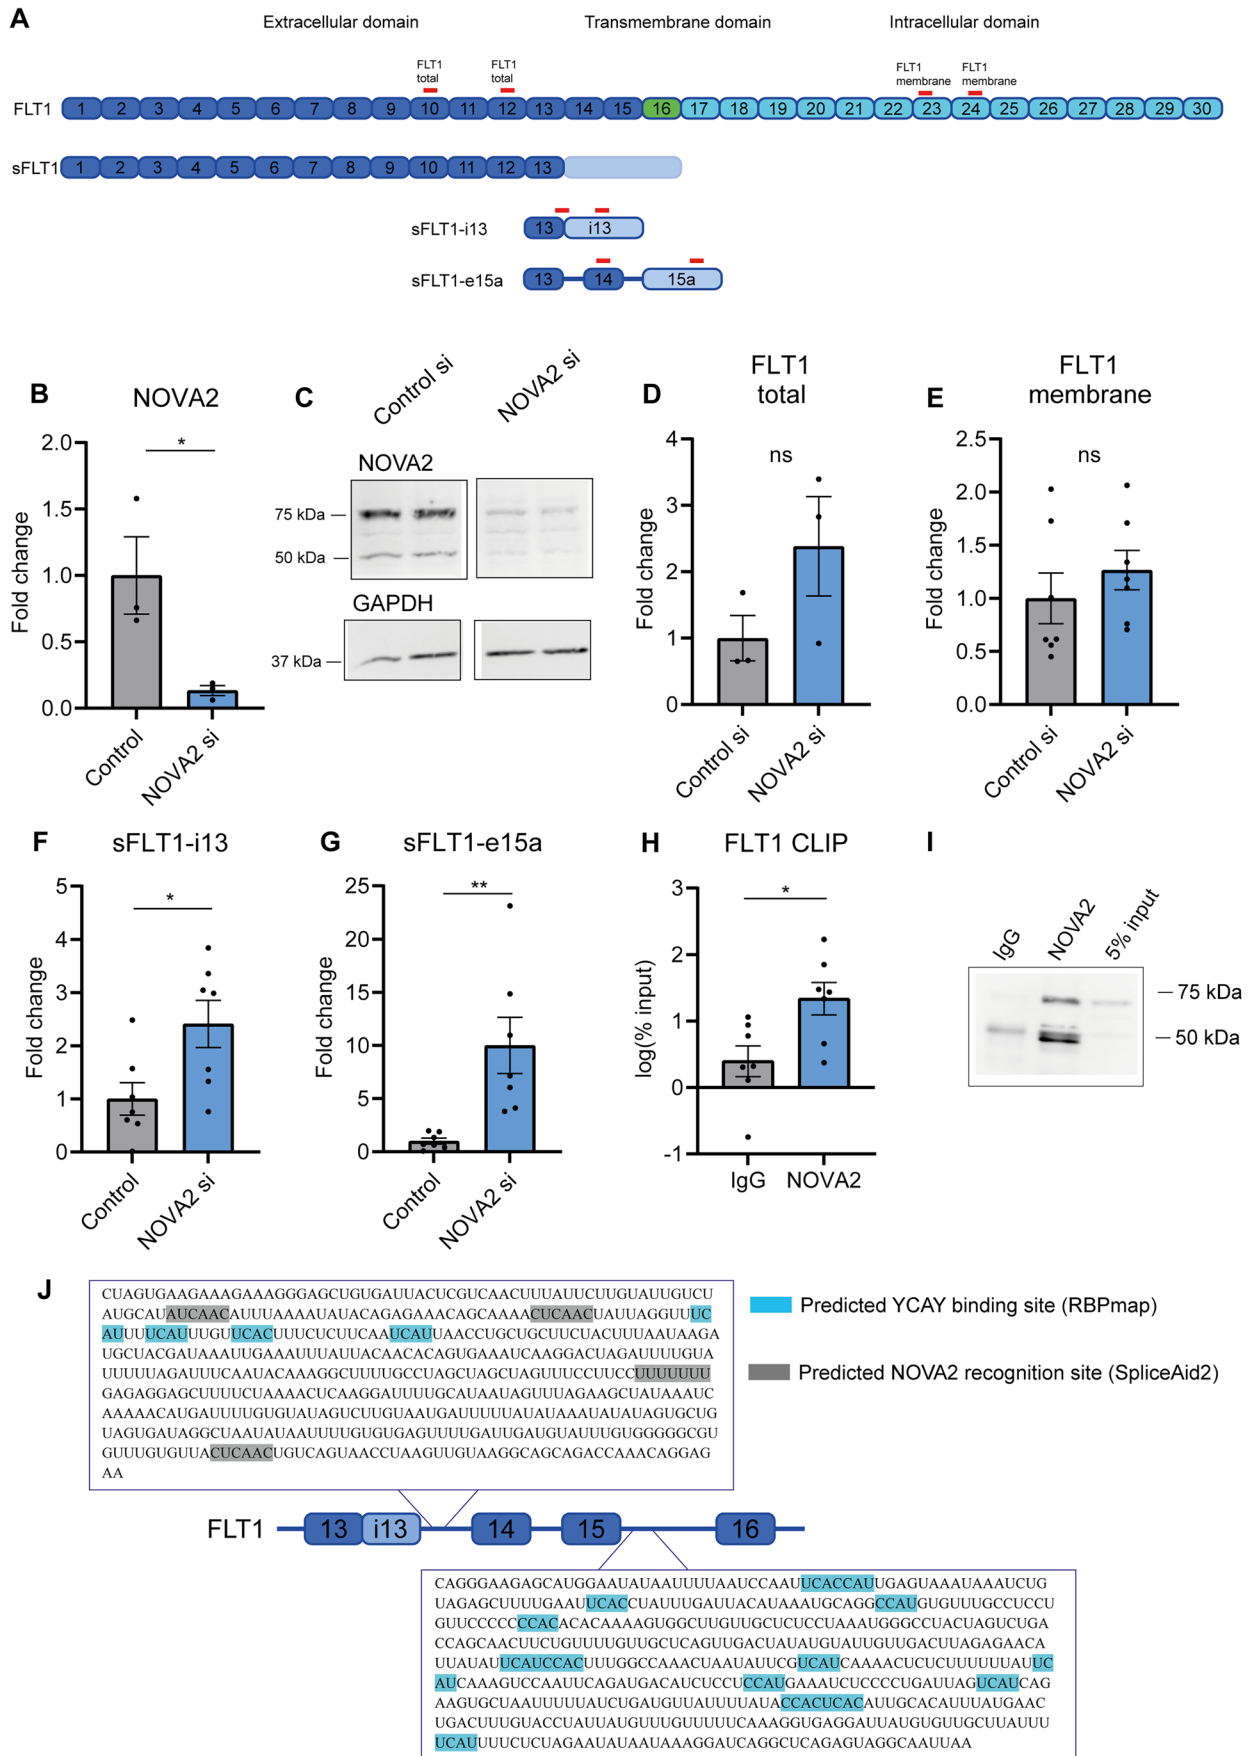 A
Extracellular domain Transmembrane domain Intracellular domain
FLT1 total FLT1 total FLT1 membrane FLT1 membrane
FLT1 1 2 3 4 5 6 7 8 9 10 11 12 13 14 15 16 17 18 19 20 21 22 23 24 25 26 27 28 29 30
sFLT1 1 2 3 4 5 6 7 8 9 10 11 12 13
sFLT1-i13 13 i13
sFLT1-e15a 13 14 15a
B
NOVA2
*
Fold change
2.0
1.5
1.0
0.5
0.0
Control NOVA2 si
C
Control si NOVA2 si
NOVA2
75 kDa
50 kDa
GAPDH
37 kDa
D
FLT1
total
ns
Fold change
4
3
2
1
0
Control si NOVA2 si
E
FLT1
membrane
ns
Fold change
2.5
2.0
1.5
1.0
0.5
0.0
Control si NOVA2 si
F
sFLT1-i13
*
Fold change
5
4
3
2
1
0
Control NOVA2 si
G
sFLT1-e15a
**
Fold change
25
20
15
10
5
0
Control NOVA2 si
H
FLT1 CLIP
*
log(% input)
3
2
1
0
-1
IgG NOVA2
I
IgG NOVA2 5% input
75 kDa
50 kDa
J
CUAGUGAAGAAAGAAAGGGAGCUGUGAUUACUCGUCAACUUUAUUCUUGUAUUGUCU
AUGCAUAUCAACAUUUAAAAUAUACAGAGAAACAGCAAAACUCAACUAUUAGGUUUC
AUUUUCAUUUGUUCACUUUCUCUUCAAUCAUUAACCUGCUGCUUCUACUUUAAUAAGA
UGCUACGAUAAAUUGAAAUUUAUUACAACACAGUGAAAUCAAGGACUAGAUUUUGUA
UUUUUAGAUUUCAAUACAAAGGCUUUUGCCUAGCUAGCUAGUUUCCUUCCUUUUUUU
GAGAGGAGCUUUUCUAAAACUCAAGGAUUUUGCAUAAUAGUUUAGAAGCUAUAAAUC
AAAAACAUGAUUUUGUGUAUAGUCUUGUAAUGAUUUUUAUAUAAAUAUAUAGUGCUG
UAGUGAUAGGCUAAUAUAAUUUUGUGUGAGUUUUGAUUGAUGUAUUUGUGGGGGCGU
GUUUGUGUUACUCAACUGUCAGUAACCUAAGUUGUAAGGCAGCAGACCAAACAGGAG
AA
Predicted YCAY binding site (RBPmap)
Predicted NOVA2 recognition site (SpliceAid2)
FLT1 13 i13 14 15 16
CAGGGAAGAGCAUGGAAUAUAAUUUUAAUCCAAUUCACCAUUGAGUAAAUAAAUCUG
UAGAGCUUUUGAAUUCACCUAUUUGAUUACAUAAAUGCAGGCCAUGUGUUUGCCUCCU
GUUCCCCCCCACACACAAAAGUGGCUUGUUGCUCUCCUAAAUGGGCCUACUAGUCUGA
CCAGCAACUUCUGUUUUGUUGCUCAGUUGACUAUAUGUAUUGUUGACUUAGAGAACA
UUAUAUUCAUCCACUUUGGCCAAACUAAUAUUCGUCAUCAAAACUCUCUUUUUUAUUC
AUCAAAGUCCAAUUCAGAUGACAUCUCCUCCAUGAAAUCUCCCCUGAUUAGUCAUCAG
AAGUGCUAAUUUUUAUCUGAUGUUAUUUUAUACCACUCACAUUGCACAUUUAUGAAC
UGACUUUGUACCUAUUAUGUUUGUUUUUCAAAGGUGAGGAUUAUGUGUUGCUUAUUU
UCAUUUUCUCUAGAAUAUAAUAAAGGAUCAGGCUCAGAGUAGGCAAUUAA